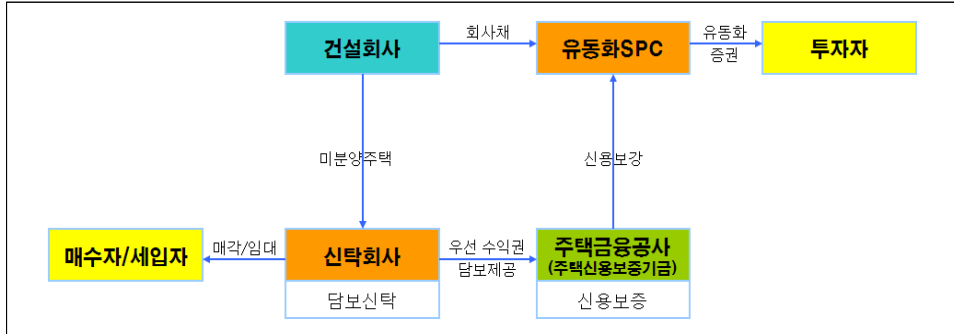 건설회사
회사채
유동화SPC
유동화
증권
투자자
미분양주택
신용보강
매수자/세입자
매각/임대
신탁회사
우선 수익권
담보제공
주택금융공사
(주택신용보증기금)
담보신탁
신용보증